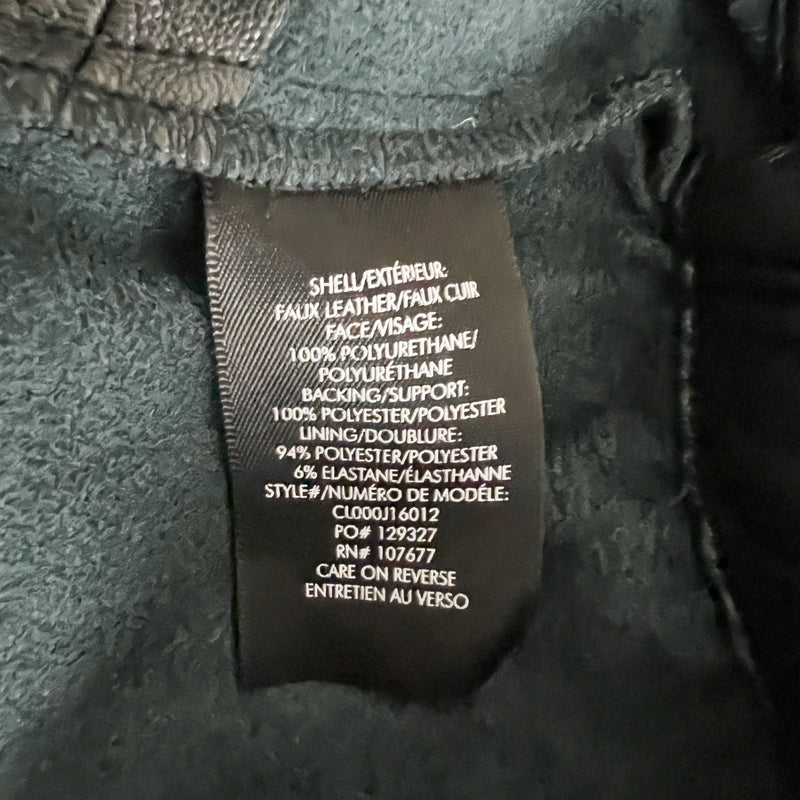 SHELL/EXTÉRIEUR:
FAUX LEATHER/FAUX CUIR
FACE/VISAGE:
100% POLYURETHANE/
POLYURÉTHANE
BACKING/SUPPORT:
100% POLYESTER/POLYESTER
LINING/DOUBLURE:
94% POLYESTER/POLYESTER
6% ELASTANE/ÉLASTHANNE
STYLE#/NUMÉRO DE MODÉLE:
CL000J16012
PO# 129327
RN# 107677
CARE ON REVERSE
ENTRETIEN AU VERSO